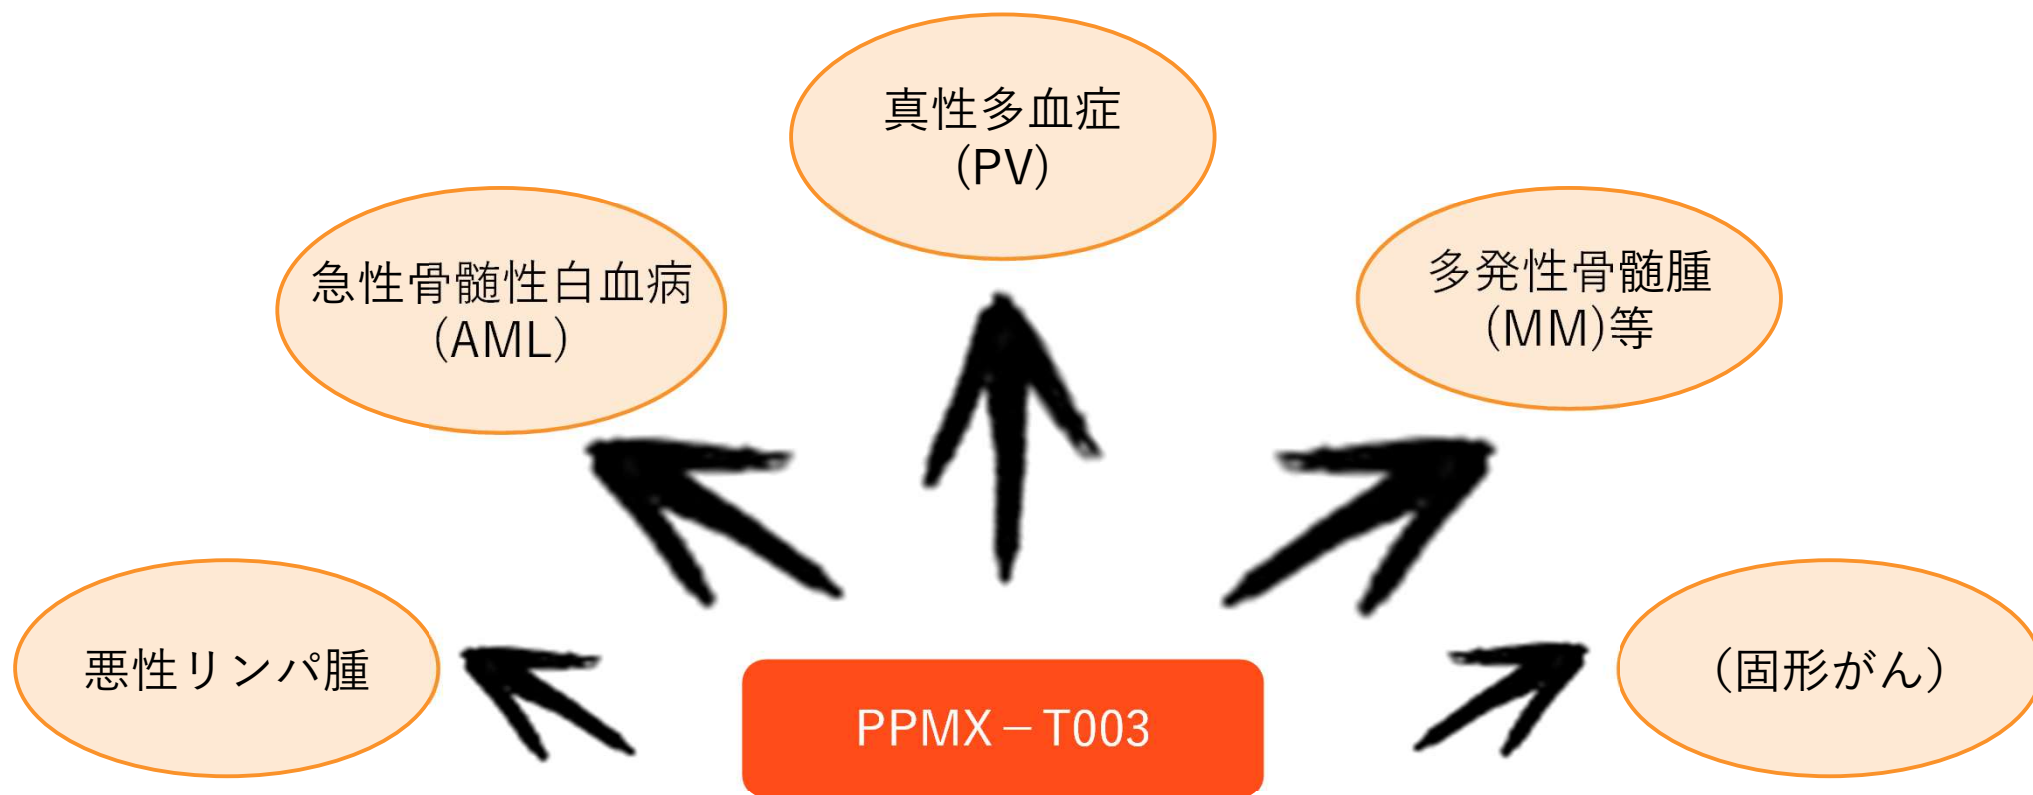 真性多血症
(PV)
急性骨髄性白血病
(AML)
多発性骨髄腫
(MM)等
悪性リンパ腫
（固形がん）
PPMX－T003